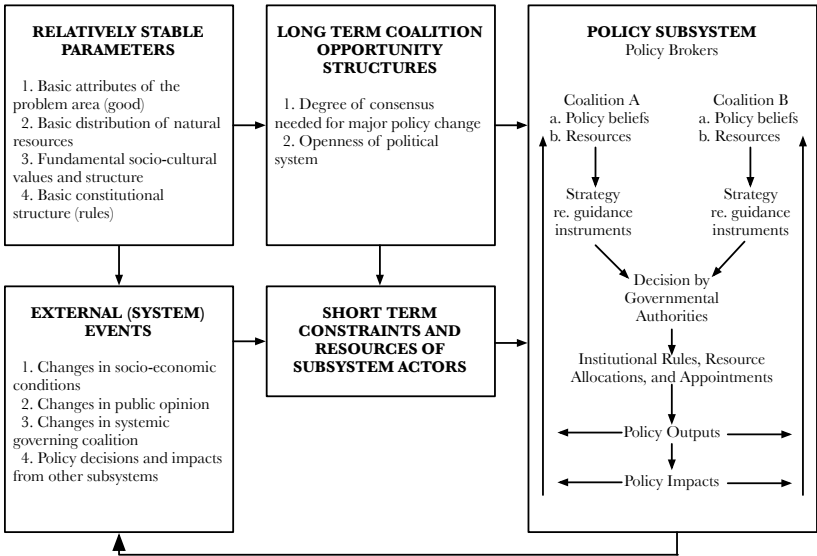 RELATIVELY STABLE
PARAMETERS
1. Basic attributes of the
problem area (good)
2. Basic distribution of natural
resources
3. Fundamental socio-cultural
values and structure
4. Basic constitutional
structure (rules)
LONG TERM COALITION
OPPORTUNITY
STRUCTURES
1. Degree of consensus
needed for major policy change
2. Openness of political
system
POLICY SUBSYSTEM
Policy Brokers
Coalition A
a. Policy beliefs
b. Resources
Coalition B
a. Policy beliefs
b. Resources
Strategy
re. guidance
instruments
Strategy
re. guidance
instruments
Decision by
Governmental
Authorities
Institutional Rules, Resource
Allocations, and Appointments
Policy Outputs
Policy Impacts
EXTERNAL (SYSTEM)
EVENTS
1. Changes in socio-economic
conditions
2. Changes in public opinion
3. Changes in systemic
governing coalition
4. Policy decisions and impacts
from other subsystems
SHORT TERM
CONSTRAINTS AND
RESOURCES OF
SUBSYSTEM ACTORS